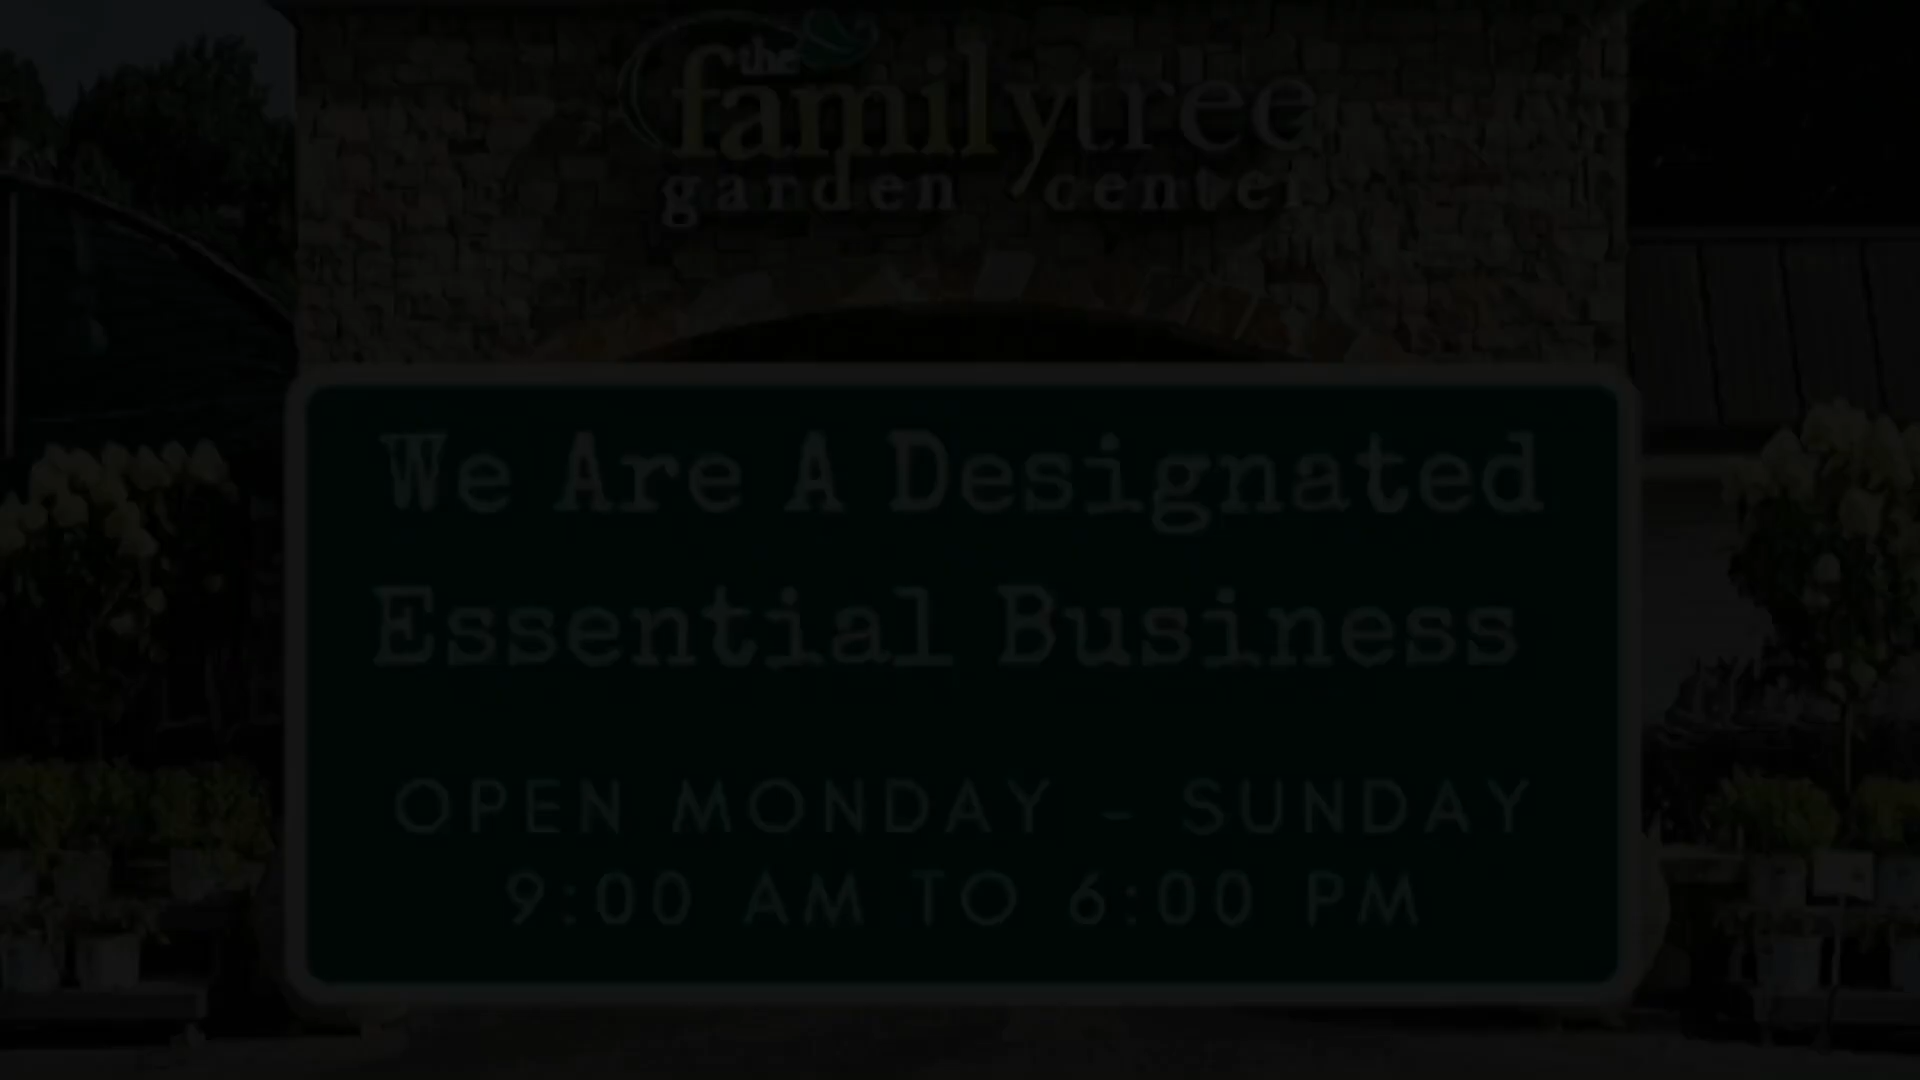 the
familytree
garden center
We Are A Designated
Essential Business
OPEN MONDAY - SUNDAY
9:00 AM TO 6:00 PM